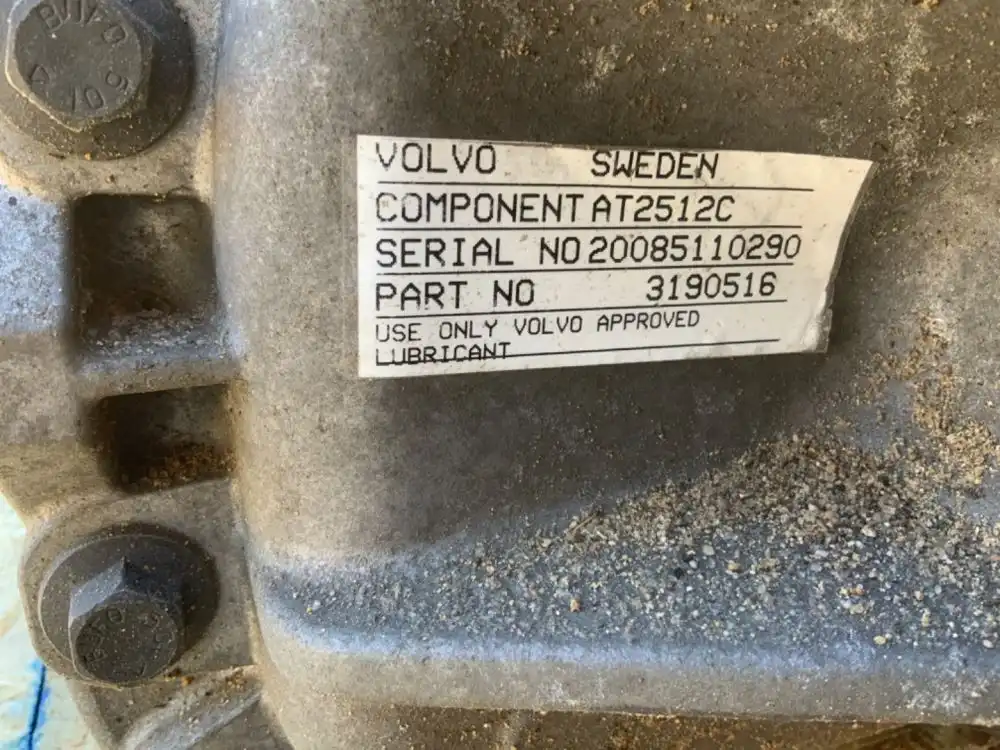 VOLVO SWEDEN
COMPONENT AT2512C
SERIAL NO 20085110290
PART NO 3190516
USE ONLY VOLVO APPROVED
LUBRICANT